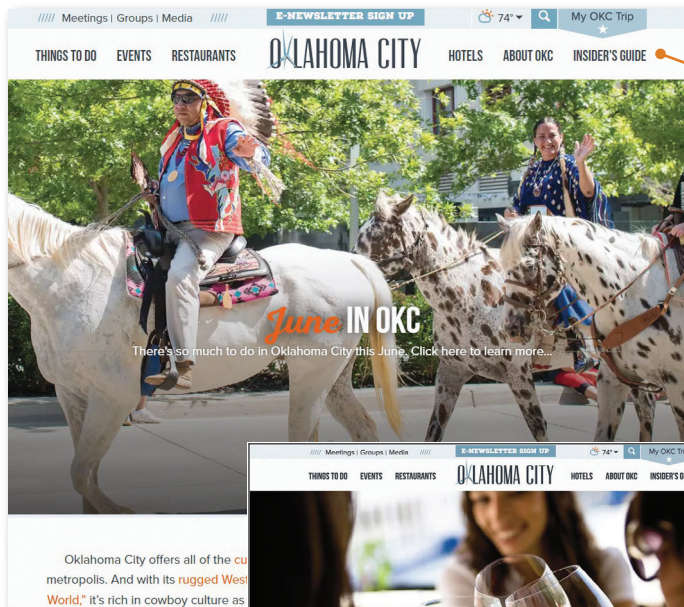 ///// Meetings | Groups | Media /////
E-NEWSLETTER SIGN UP
74°
My OKC Trip
THINGS TO DO EVENTS RESTAURANTS OKLAHOMA CITY HOTELS ABOUT OKC INSIDER'S GUIDE
June IN OKC
There's so much to do in Oklahoma City this June. Click here to learn more...
///// Meetings | Groups | Media /////
E-NEWSLETTER SIGN UP
74°
My OKC
THINGS TO DO EVENTS RESTAURANTS OKLAHOMA CITY HOTELS ABOUT OKC INSIDER'S
Oklahoma City offers all of the
metropolis. And with its rugged
World," it's rich in cowboy culture as